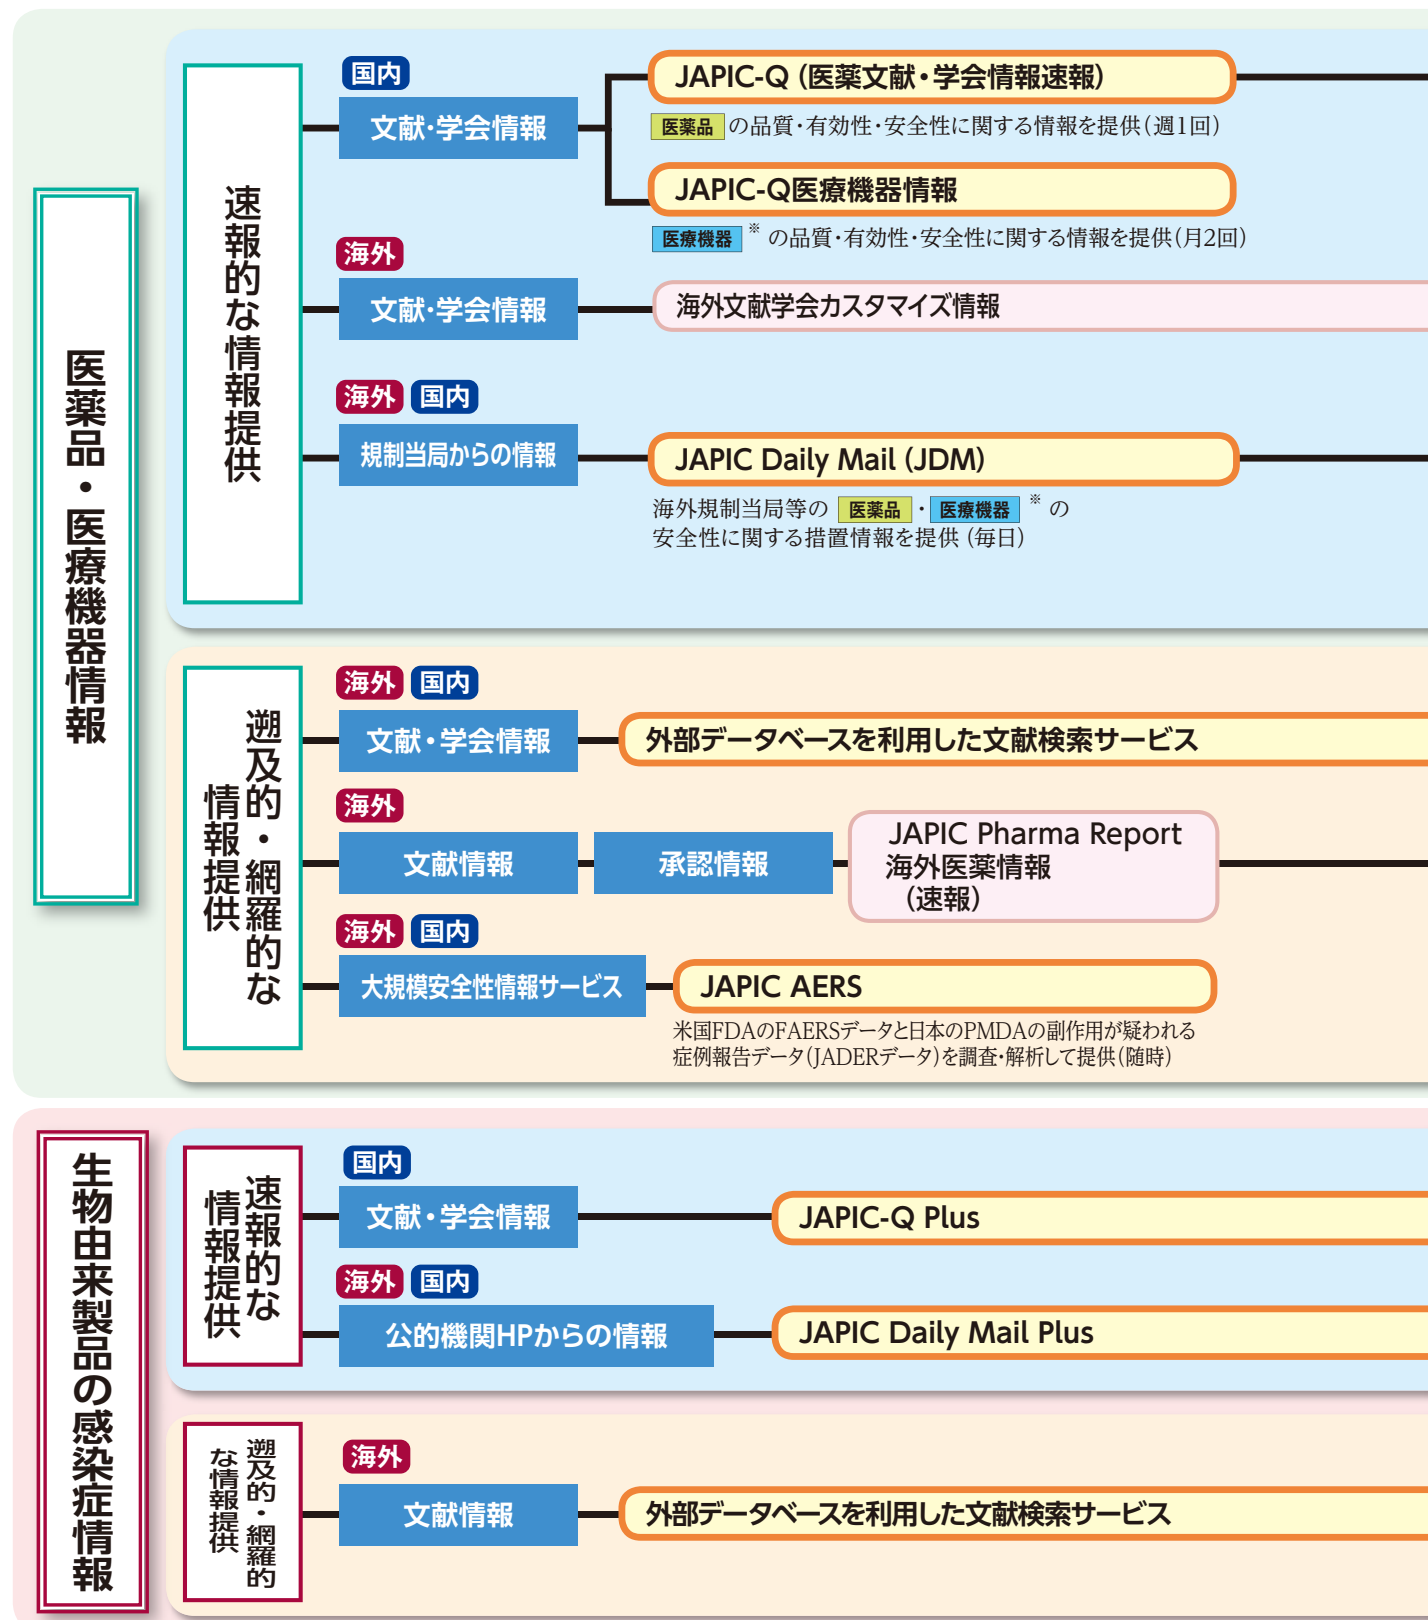 医薬品・医療機器情報
速報的な情報提供
国内
文献・学会情報
JAPIC-Q（医薬文献・学会情報速報）
医薬品 の品質・有効性・安全性に関する情報を提供（週1回）
JAPIC-Q医療機器情報
医療機器 ※ の品質・有効性・安全性に関する情報を提供（月2回）
海外
文献・学会情報
海外文献学会カスタマイズ情報
海外 国内
規制当局からの情報
JAPIC Daily Mail（JDM）
海外規制当局等の 医薬品 ・ 医療機器 ※ の
安全性に関する措置情報を提供（毎日）
遡及的・網羅的な
情報提供
海外 国内
文献・学会情報
外部データベースを利用した文献検索サービス
海外
文献情報
承認情報
JAPIC Pharma Report
海外医薬情報
（速報）
海外 国内
大規模安全性情報サービス
JAPIC AERS
米国FDAのFAERSデータと日本のPMDAの副作用が疑われる
症例報告データ（JADERデータ）を調査・解析して提供（随時）
生物由来製品の感染症情報
速報的な
情報提供
国内
文献・学会情報
JAPIC-Q Plus
海外 国内
公的機関HPからの情報
JAPIC Daily Mail Plus
遡及的・網羅的
な情報提供
海外
文献情報
外部データベースを利用した文献検索サービス